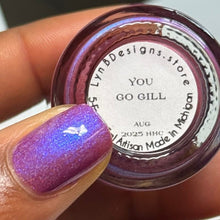 LynBDesigns.store
YOU
GO GILL
AUG
2025 HHC
Artisan Made in Michigan